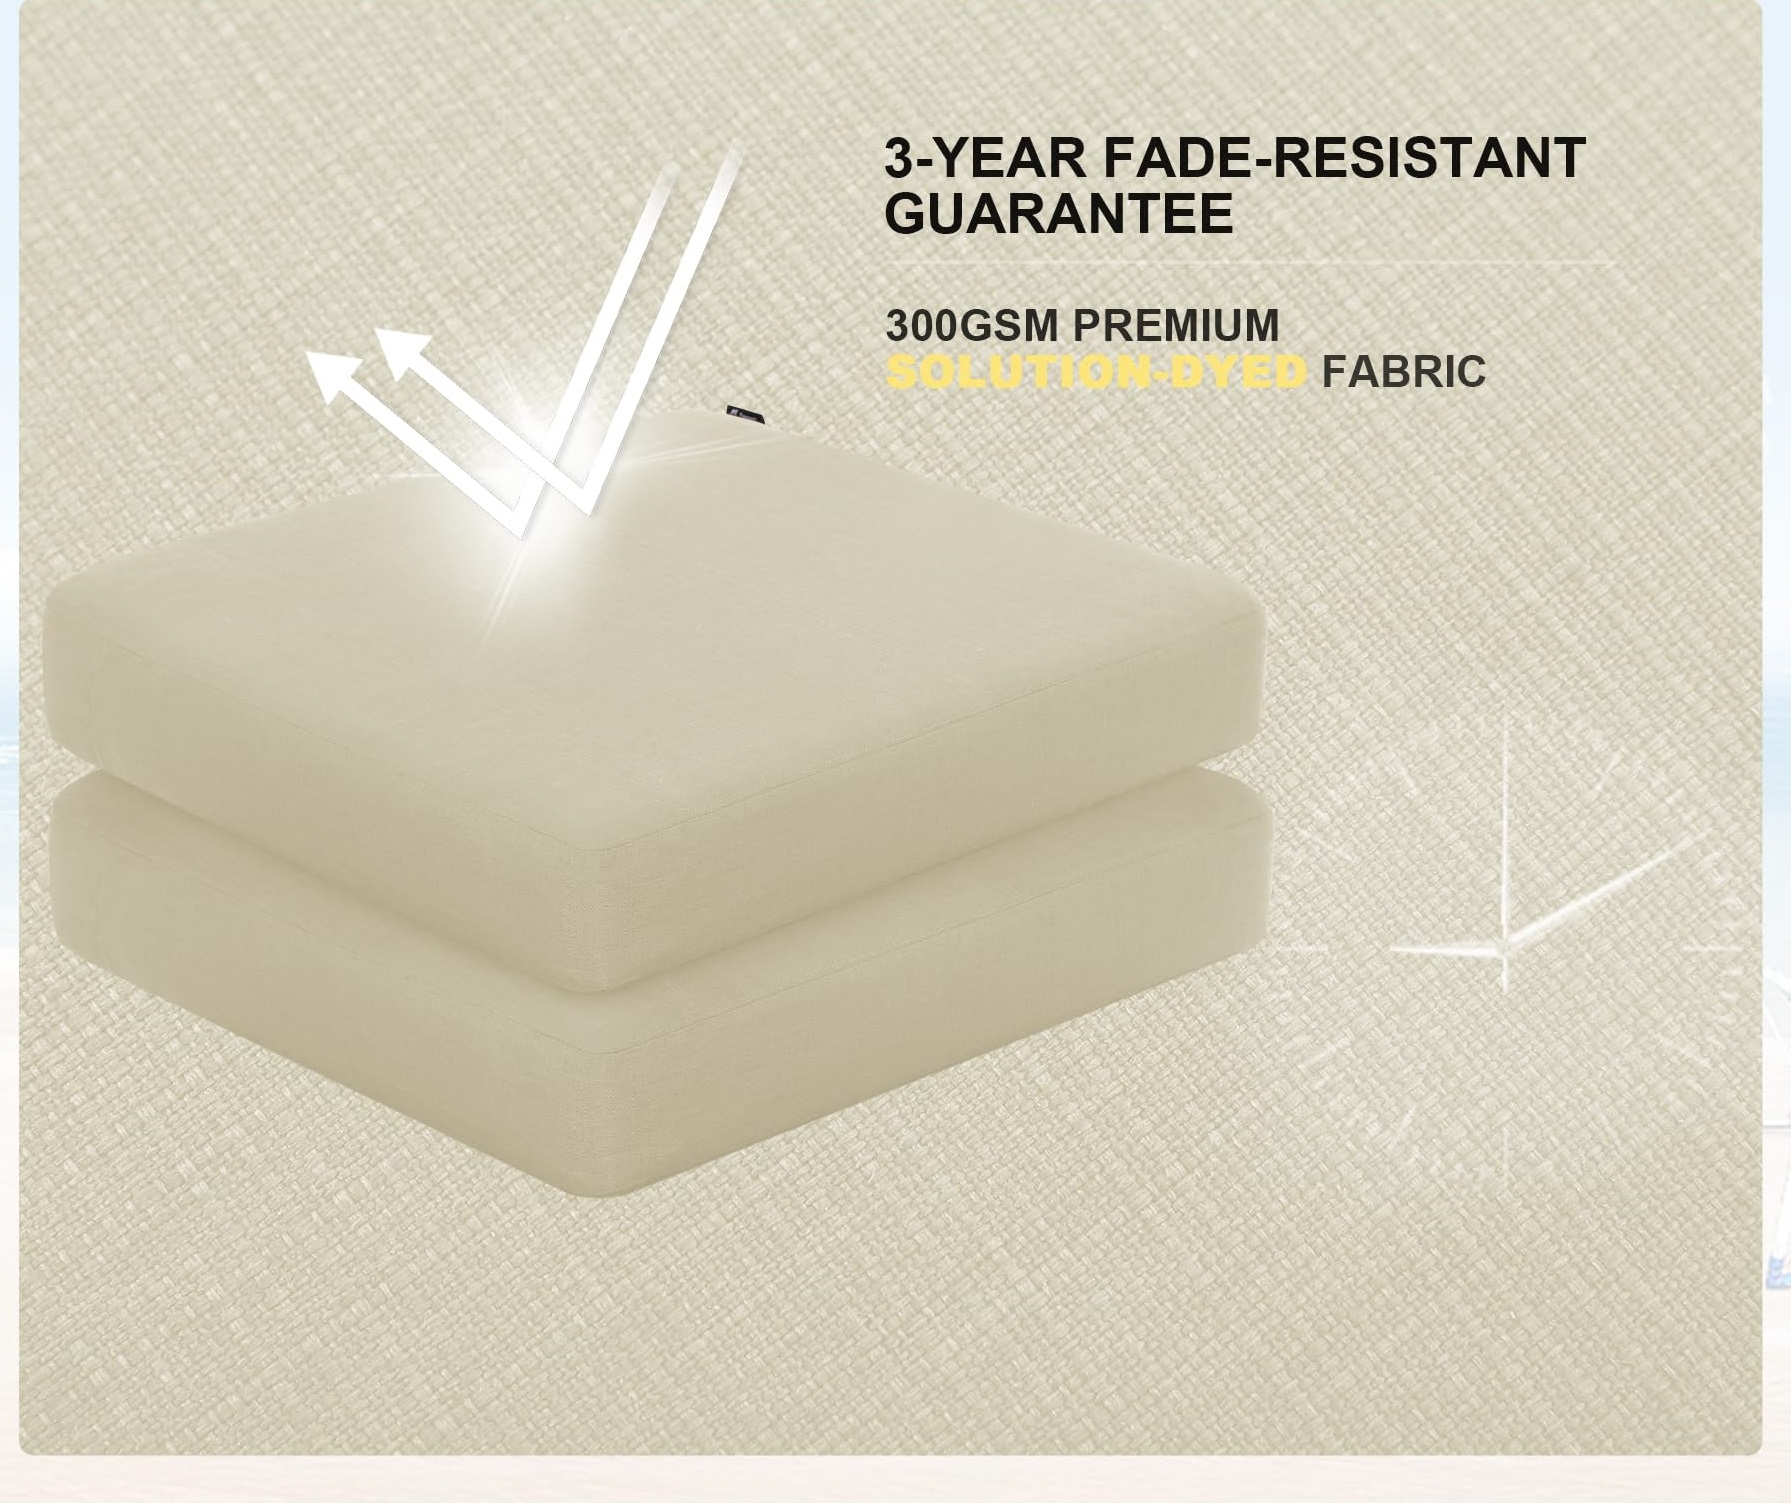 3-YEAR FADE-RESISTANT
GUARANTEE
300GSM PREMIUM
SOLUTION-DYED FABRIC